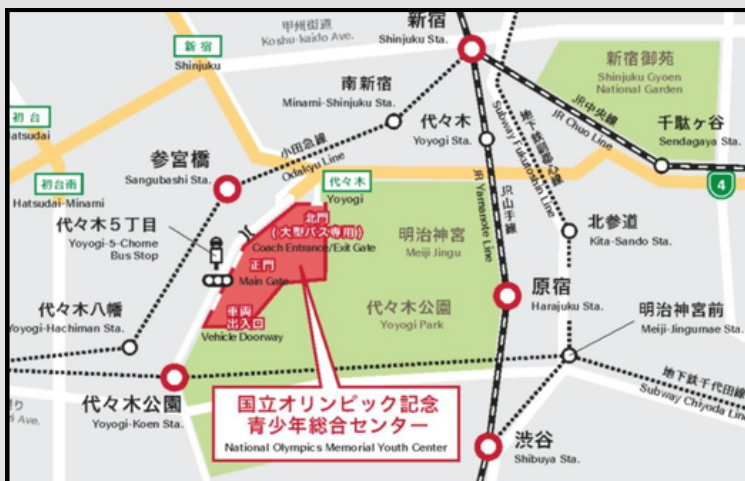 甲州街道
Koshu-kaido Ave.
新宿
Shinjuku Sta.
新宿
Shinjuku
新宿御苑
Shinjuku Gyoen
National Garden
南新宿
Minami-Shinjuku Sta.
代々木
Yoyogi Sta.
JR中央線
JR Chuo Line
千駄ヶ谷
Sendagaya Sta.
初台
小田急線
Odakyu Line
地下鉄副都心線
Subway Fukutoshin Line
参宮橋
Sangubashi Sta.
初台南
Hatsudai-Minami
代々木
Yoyogi
4
JR山手線
JR Yamanote Line
代々木5丁目
Yoyogi-5-Chome
Bus Stop
北門
(大型バス専用)
Coach Entrance/Exit Gate
明治神宮
Meiji Jingu
北参道
Kita-Sando Sta.
正門
Main Gate
原宿
Harajuku Sta.
代々木八幡
Yoyogi-Hachiman Sta.
車両
出入口
Vehicle Doorway
代々木公園
Yoyogi Park
明治神宮前
Meiji-Jingumae Sta.
代々木公園
Yoyogi-Koen Sta.
国立オリンピック記念
青少年総合センター
National Olympics Memorial Youth Center
地下鉄千代田線
Subway Chiyoda Line
渋谷
Shibuya Sta.